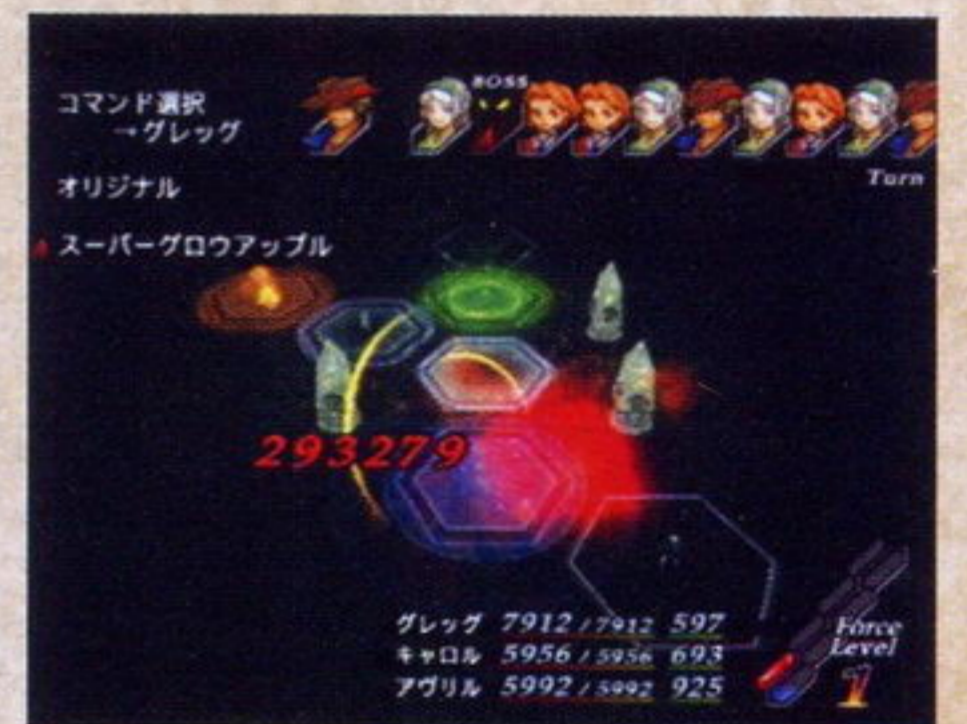 コマンド選択
→グレッグ
BOSS
Turn
オリジナル
スーパーグロウアップル
293279
グレッグ 7912/7912 597
キャロル 5956/5956 693
アヴリル 5992/5992 925
Force
Level
1